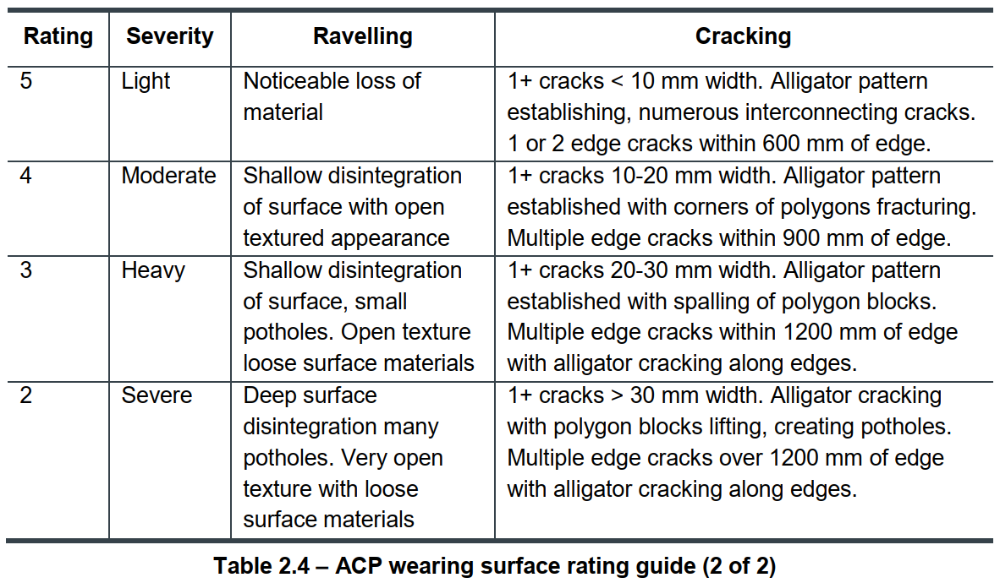 Rating Severity Ravelling Cracking
5 Light Noticeable loss of material 1+ cracks < 10 mm width. Alligator pattern establishing, numerous interconnecting cracks. 1 or 2 edge cracks within 600 mm of edge.
4 Moderate Shallow disintegration of surface with open textured appearance 1+ cracks 10-20 mm width. Alligator pattern established with corners of polygons fracturing. Multiple edge cracks within 900 mm of edge.
3 Heavy Shallow disintegration of surface, small potholes. Open texture loose surface materials 1+ cracks 20-30 mm width. Alligator pattern established with spalling of polygon blocks. Multiple edge cracks within 1200 mm of edge with alligator cracking along edges.
2 Severe Deep surface disintegration many potholes. Very open texture with loose surface materials 1+ cracks > 30 mm width. Alligator cracking with polygon blocks lifting, creating potholes. Multiple edge cracks over 1200 mm of edge with alligator cracking along edges.
Table 2.4 – ACP wearing surface rating guide (2 of 2)